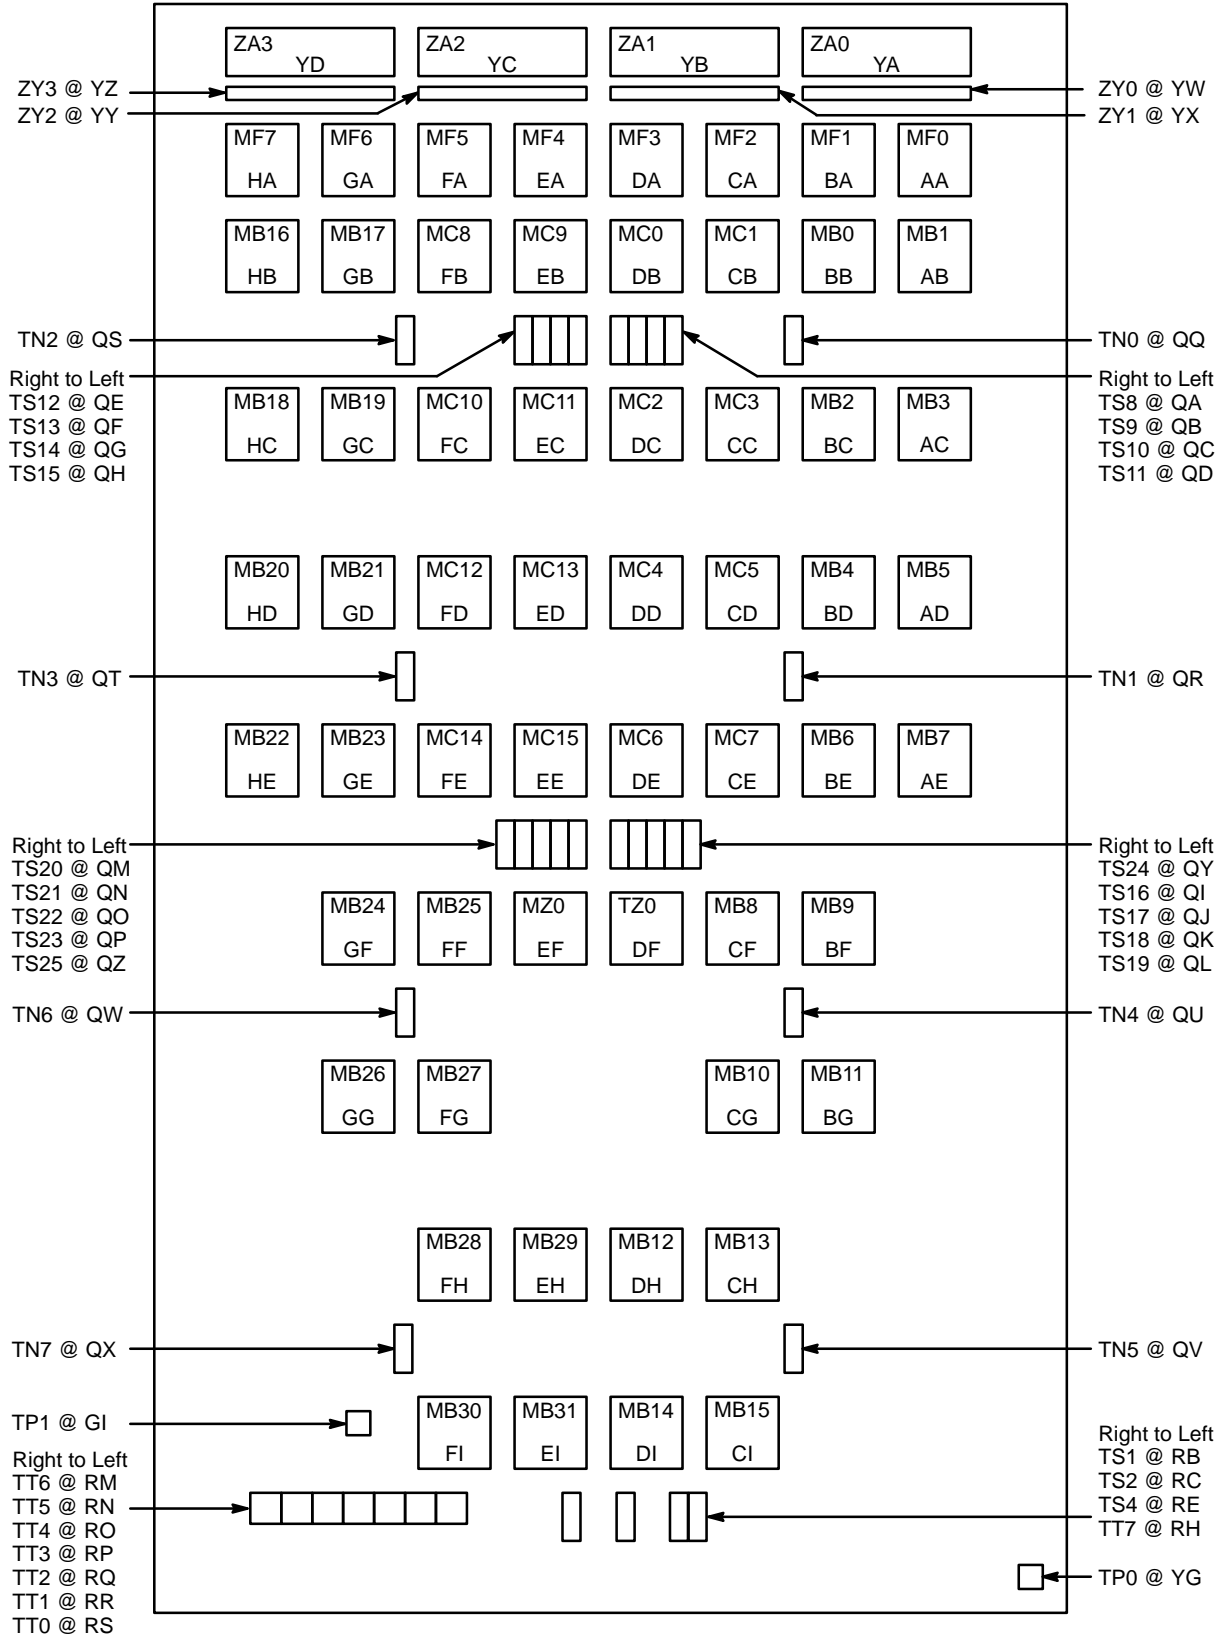 ZA3 ZA2 ZA1 ZA0
YD YC YB YA
ZY3 @ YZ
ZY2 @ YY
ZY0 @ YW
ZY1 @ YX
MF7 MF6 MF5 MF4 MF3 MF2 MF1 MF0
HA GA FA EA DA CA BA AA
MB16 MB17 MC8 MC9 MC0 MC1 MB0 MB1
HB GB FB EB DB CB BB AB
TN2 @ QS
TN0 @ QQ
Right to Left
TS12 @ QE
TS13 @ QF
TS14 @ QG
TS15 @ QH
Right to Left
TS8 @ QA
TS9 @ QB
TS10 @ QC
TS11 @ QD
MB18 MB19 MC10 MC11 MC2 MC3 MB2 MB3
HC GC FC EC DC CC BC AC
MB20 MB21 MC12 MC13 MC4 MC5 MB4 MB5
HD GD FD ED DD CD BD AD
TN3 @ QT
TN1 @ QR
MB22 MB23 MC14 MC15 MC6 MC7 MB6 MB7
HE GE FE EE DE CE BE AE
Right to Left
TS20 @ QM
TS21 @ QN
TS22 @ QO
TS23 @ QP
TS25 @ QZ
Right to Left
TS24 @ QY
TS16 @ QI
TS17 @ QJ
TS18 @ QK
TS19 @ QL
MB24 MB25 MZ0 TZ0 MB8 MB9
GF FF EF DF CF BF
TN6 @ QW
TN4 @ QU
MB26 MB27 MB10 MB11
GG FG CG BG
MB28 MB29 MB12 MB13
FH EH DH CH
TN7 @ QX
TN5 @ QV
TP1 @ GI
MB30 MB31 MB14 MB15
FI EI DI CI
Right to Left
TT6 @ RM
TT5 @ RN
TT4 @ RO
TT3 @ RP
TT2 @ RQ
TT1 @ RR
TT0 @ RS
Right to Left
TS1 @ RB
TS2 @ RC
TS4 @ RE
TT7 @ RH
TP0 @ YG